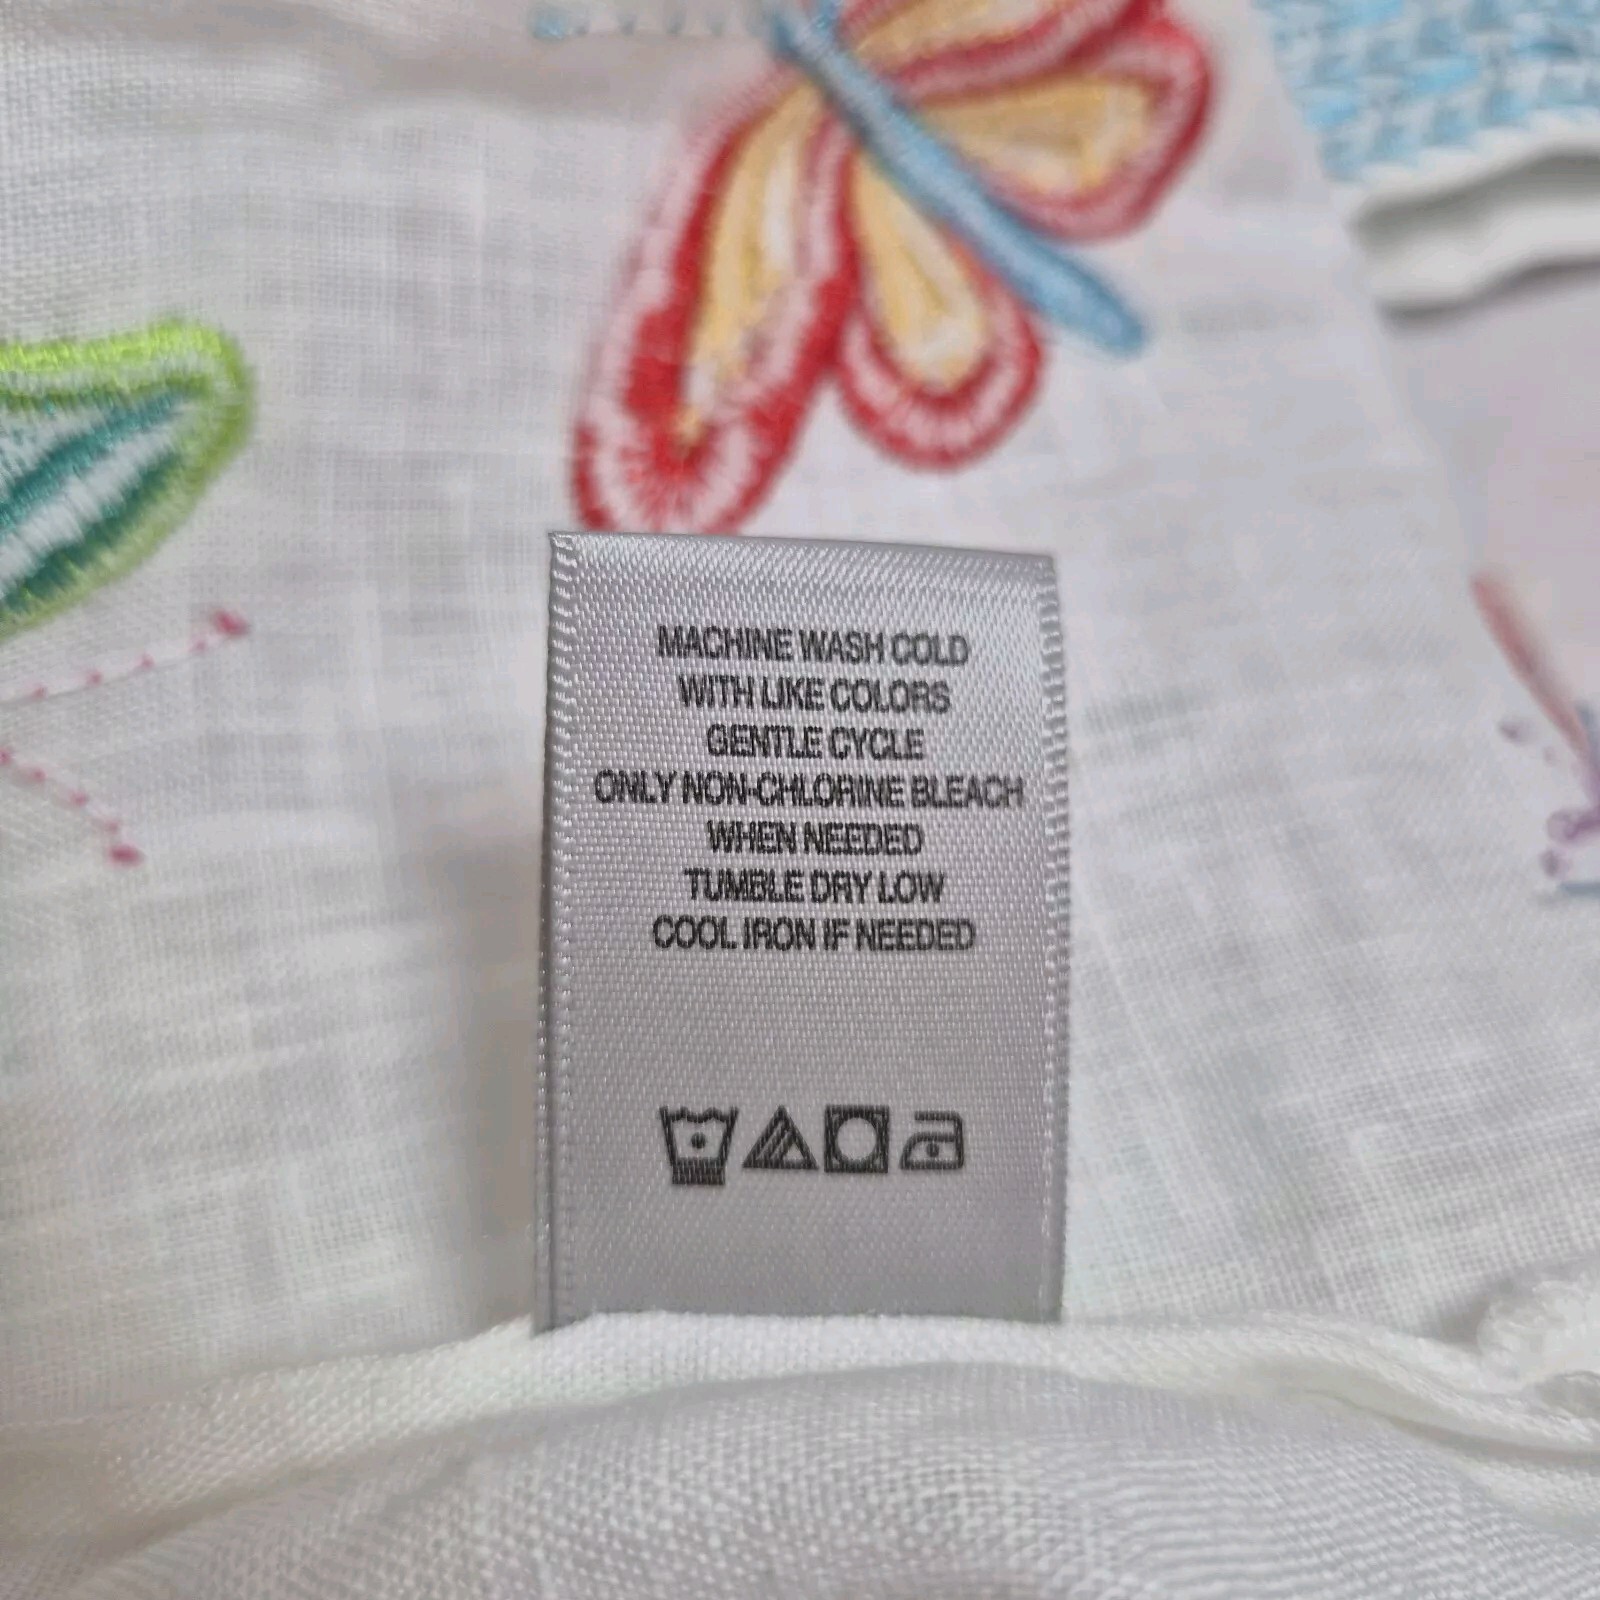 MACHINE WASH COLD
WITH LIKE COLORS
GENTLE CYCLE
ONLY NON-CHLORINE BLEACH
WHEN NEEDED
TUMBLE DRY LOW
COOL IRON IF NEEDED